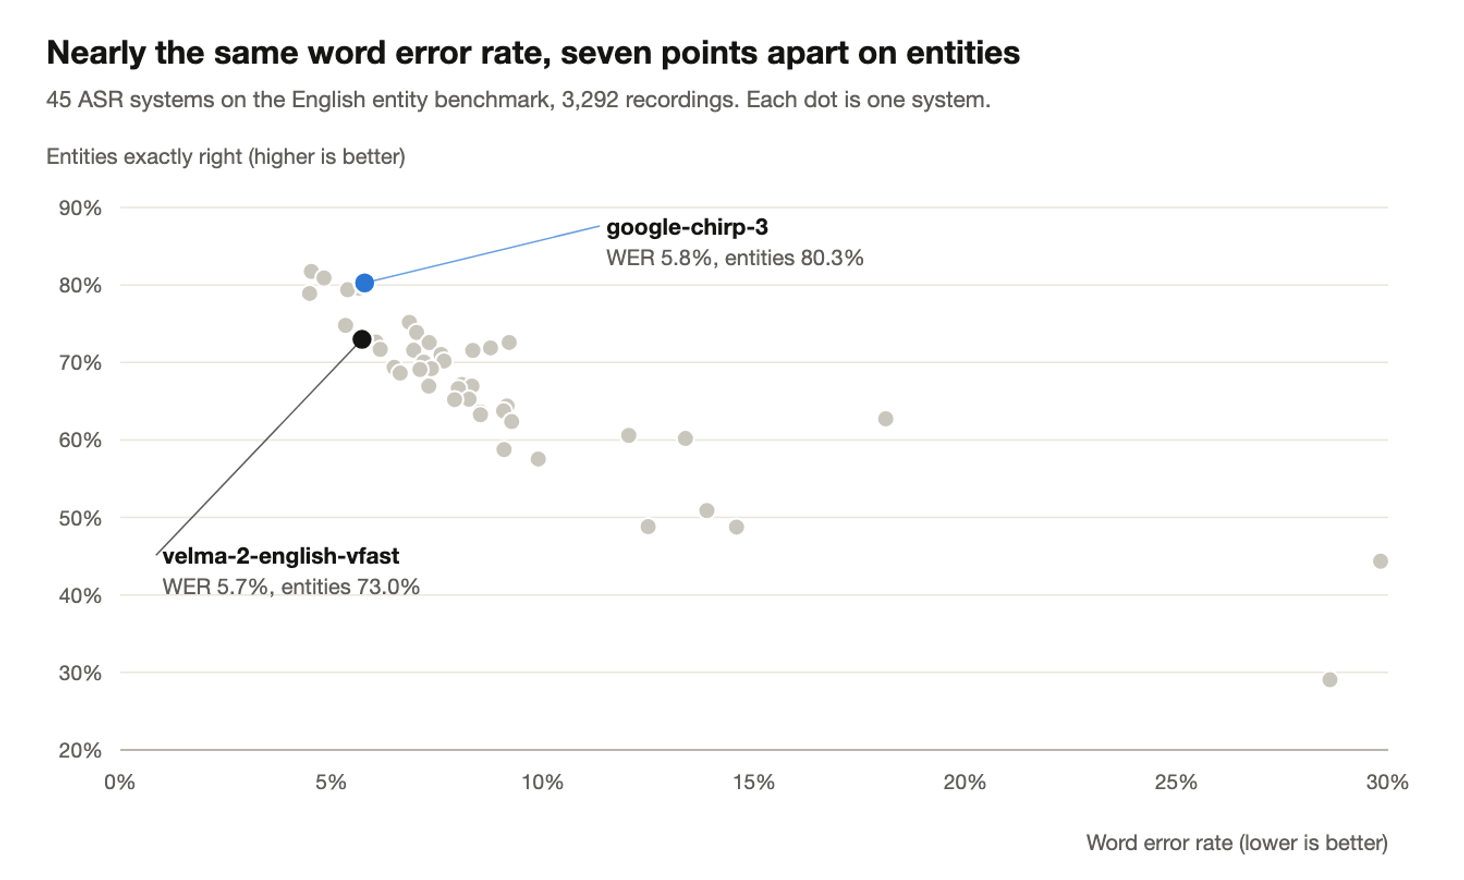 Nearly the same word error rate, seven points apart on entities
45 ASR systems on the English entity benchmark, 3,292 recordings. Each dot is one system.
Entities exactly right (higher is better)
90%
google-chirp-3
WER 5.8%, entities 80.3%
80%
70%
60%
50%
velma-2-english-vfast
WER 5.7%, entities 73.0%
40%
30%
20%
0% 5% 10% 15% 20% 25% 30%
Word error rate (lower is better)